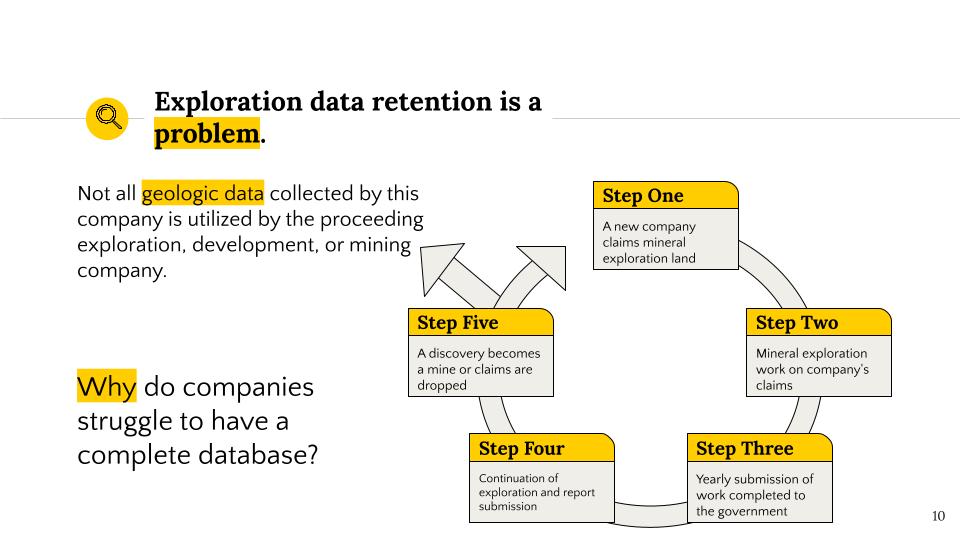 Exploration data retention is a
problem.
Not all geologic data collected by this
company is utilized by the proceeding
exploration, development, or mining
company.
Why do companies
struggle to have a
complete database?
Step One
A new company
claims mineral
exploration land
Step Two
Mineral exploration
work on company's
claims
Step Three
Yearly submission of
work completed to
the government
Step Four
Continuation of
exploration and report
submission
Step Five
A discovery becomes
a mine or claims are
dropped
10